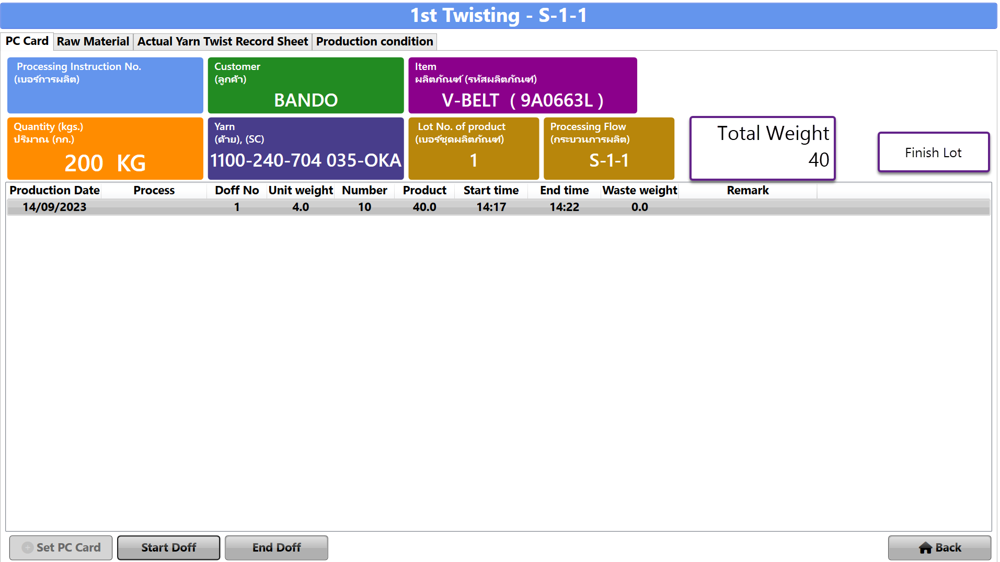 1st Twisting - S-1-1
PC Card Raw Material Actual Yarn Twist Record Sheet Production condition
Processing Instruction No.
(เบอร์การผลิต)
Customer
(ลูกค้า)
BANDO
Item
ผลิตภัณฑ์ (รหัสผลิตภัณฑ์)
V-BELT ( 9A0663L )
Quantity (kgs.)
ปริมาณ (กก.)
200 KG
Yarn
(ด้าย), (SC)
1100-240-704 035-OKA
Lot No. of product
(เบอร์ชุดผลิตภัณฑ์)
1
Processing Flow
(กระบวนการผลิต)
S-1-1
Total Weight
40
Finish Lot
Production Date Process Doff No Unit weight Number Product Start time End time Waste weight Remark
14/09/2023 1 4.0 10 40.0 14:17 14:22 0.0
Set PC Card Start Doff End Doff Back